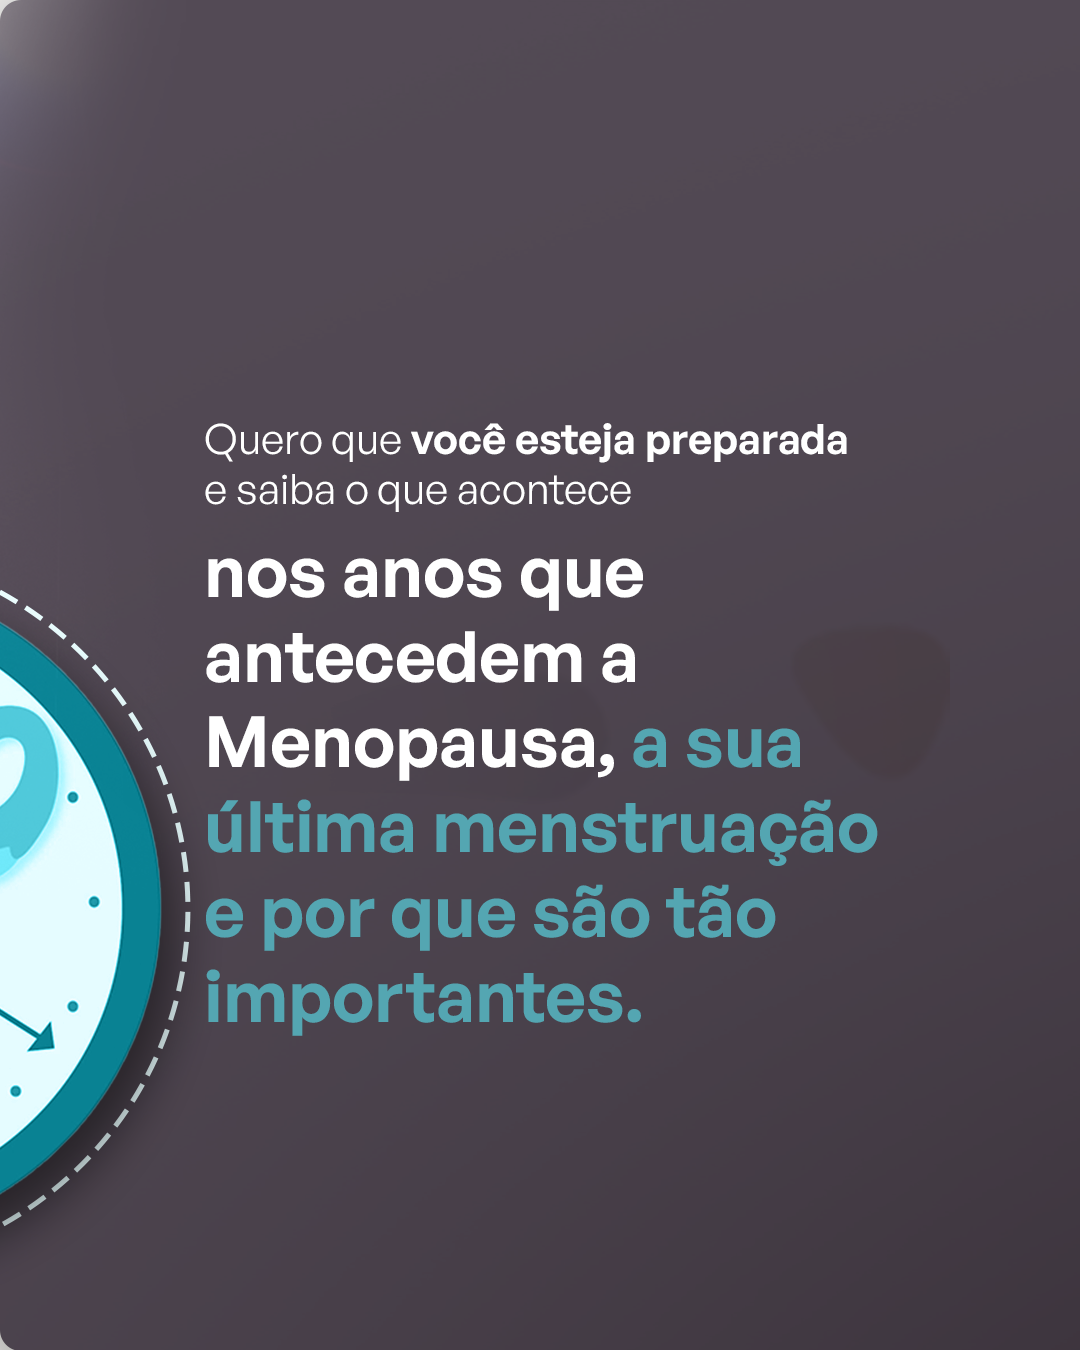 Quero que você esteja preparada
e saiba o que acontece
nos anos que
antecedem a
Menopausa, a sua
última menstruação
e por que são tão
importantes.